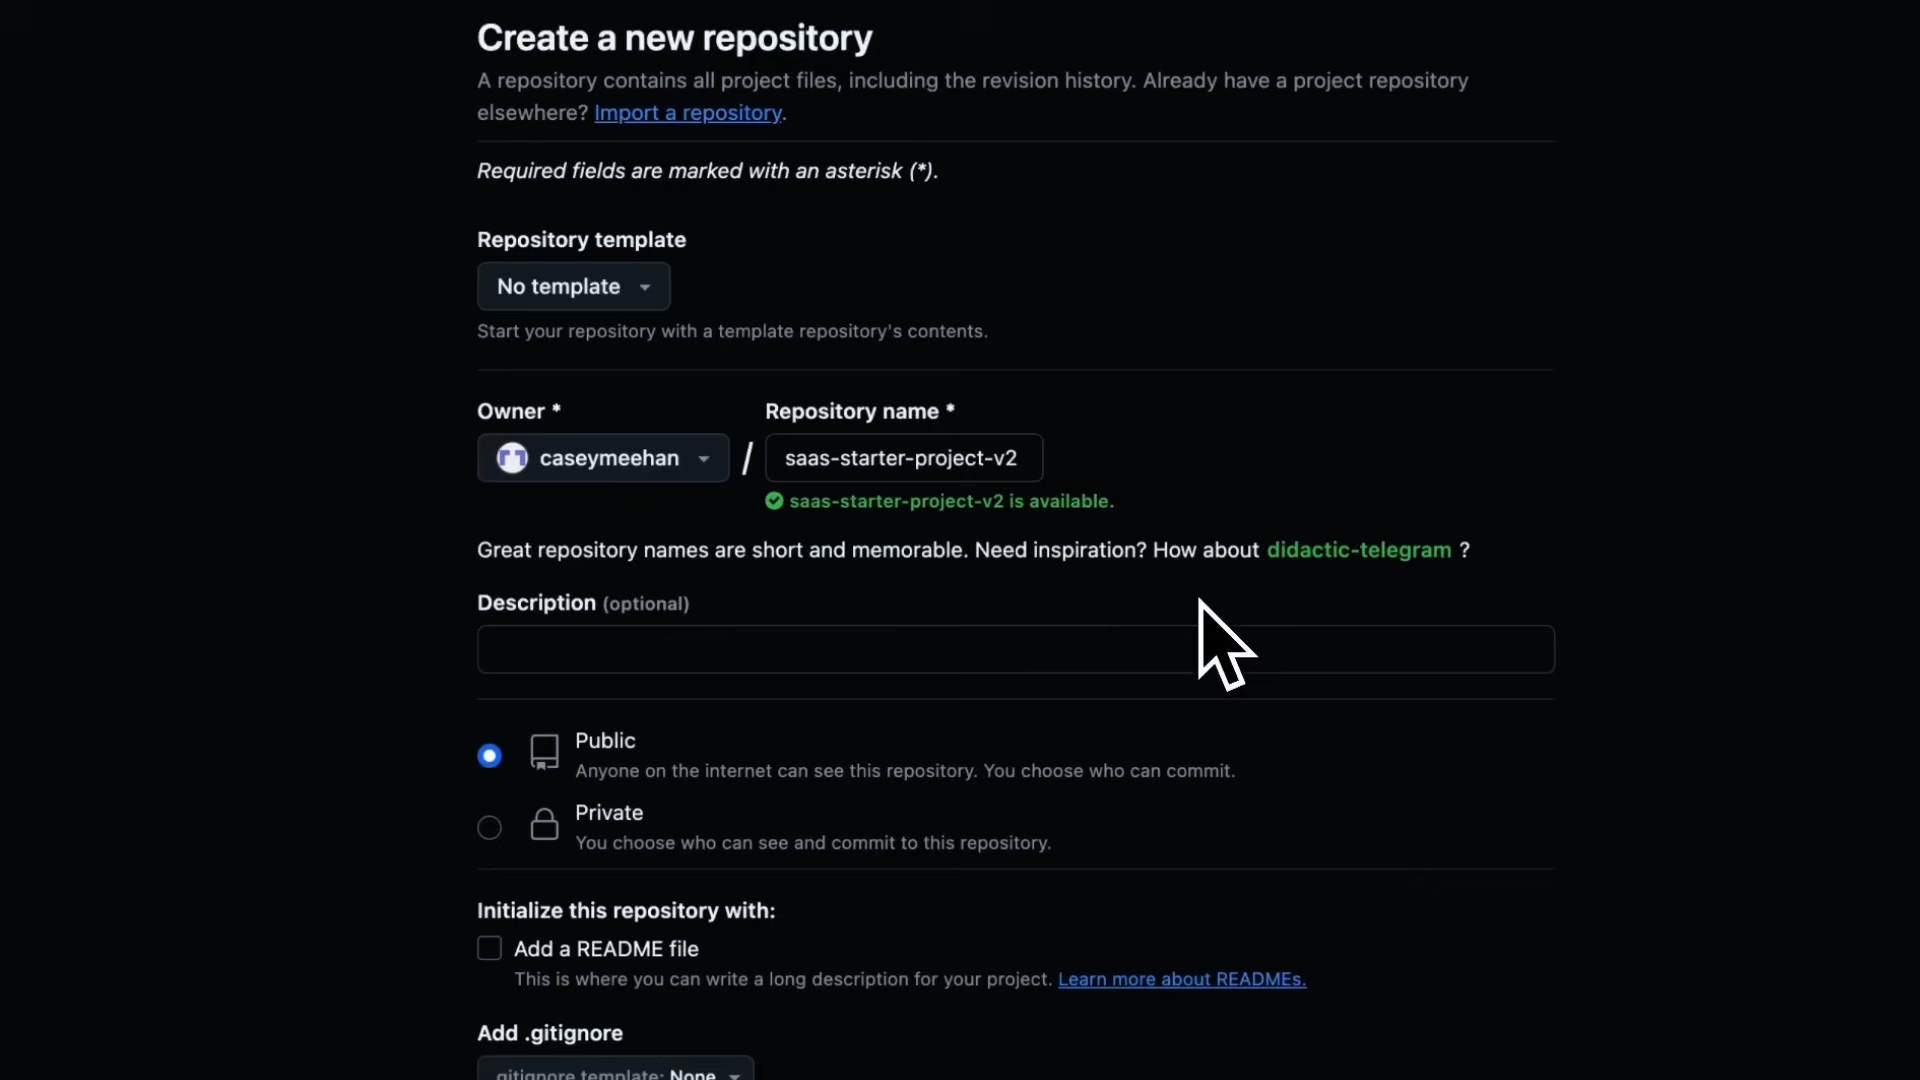 Create a new repository
A repository contains all project files, including the revision history. Already have a project repository
elsewhere? Import a repository.
Required fields are marked with an asterisk (*).
Repository template
No template
Start your repository with a template repository's contents.
Owner *
Repository name *
caseymeehan
/
saas-starter-project-v2
saas-starter-project-v2 is available.
Great repository names are short and memorable. Need inspiration? How about didactic-telegram ?
Description (optional)
Public
Anyone on the internet can see this repository. You choose who can commit.
Private
You choose who can see and commit to this repository.
Initialize this repository with:
Add a README file
This is where you can write a long description for your project. Learn more about READMEs.
Add .gitignore
.gitignore template: None